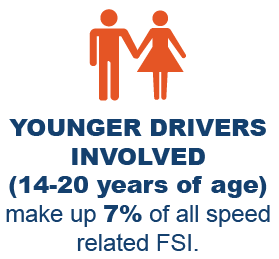 YOUNGER DRIVERS
INVOLVED
(14-20 years of age)
make up 7% of all speed
related FSI.